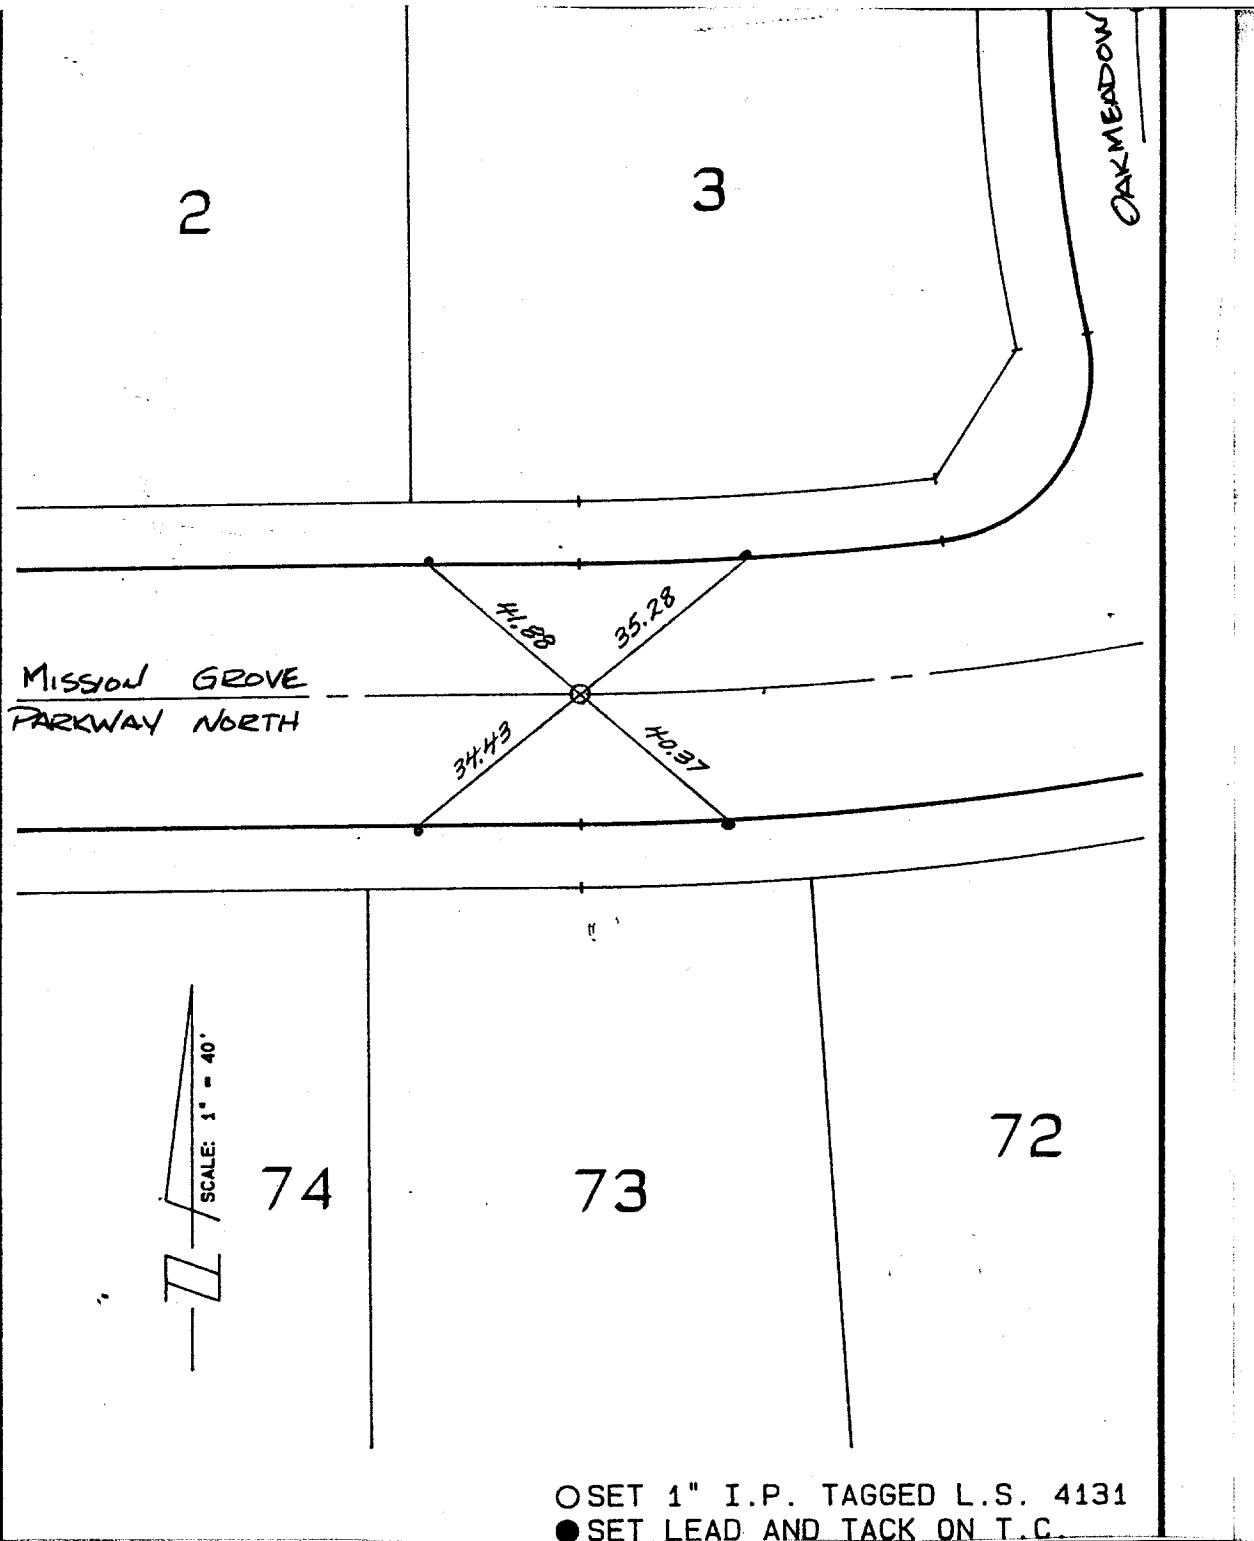 OAKMEADOW
2
3
41.88
35.28
MISSION GROVE
PARKWAY NORTH
34.43
40.37
SCALE: 1" = 40'
N
74
73
72
○ SET 1" I.P. TAGGED L.S. 4131
● SET LEAD AND TACK ON T.C.